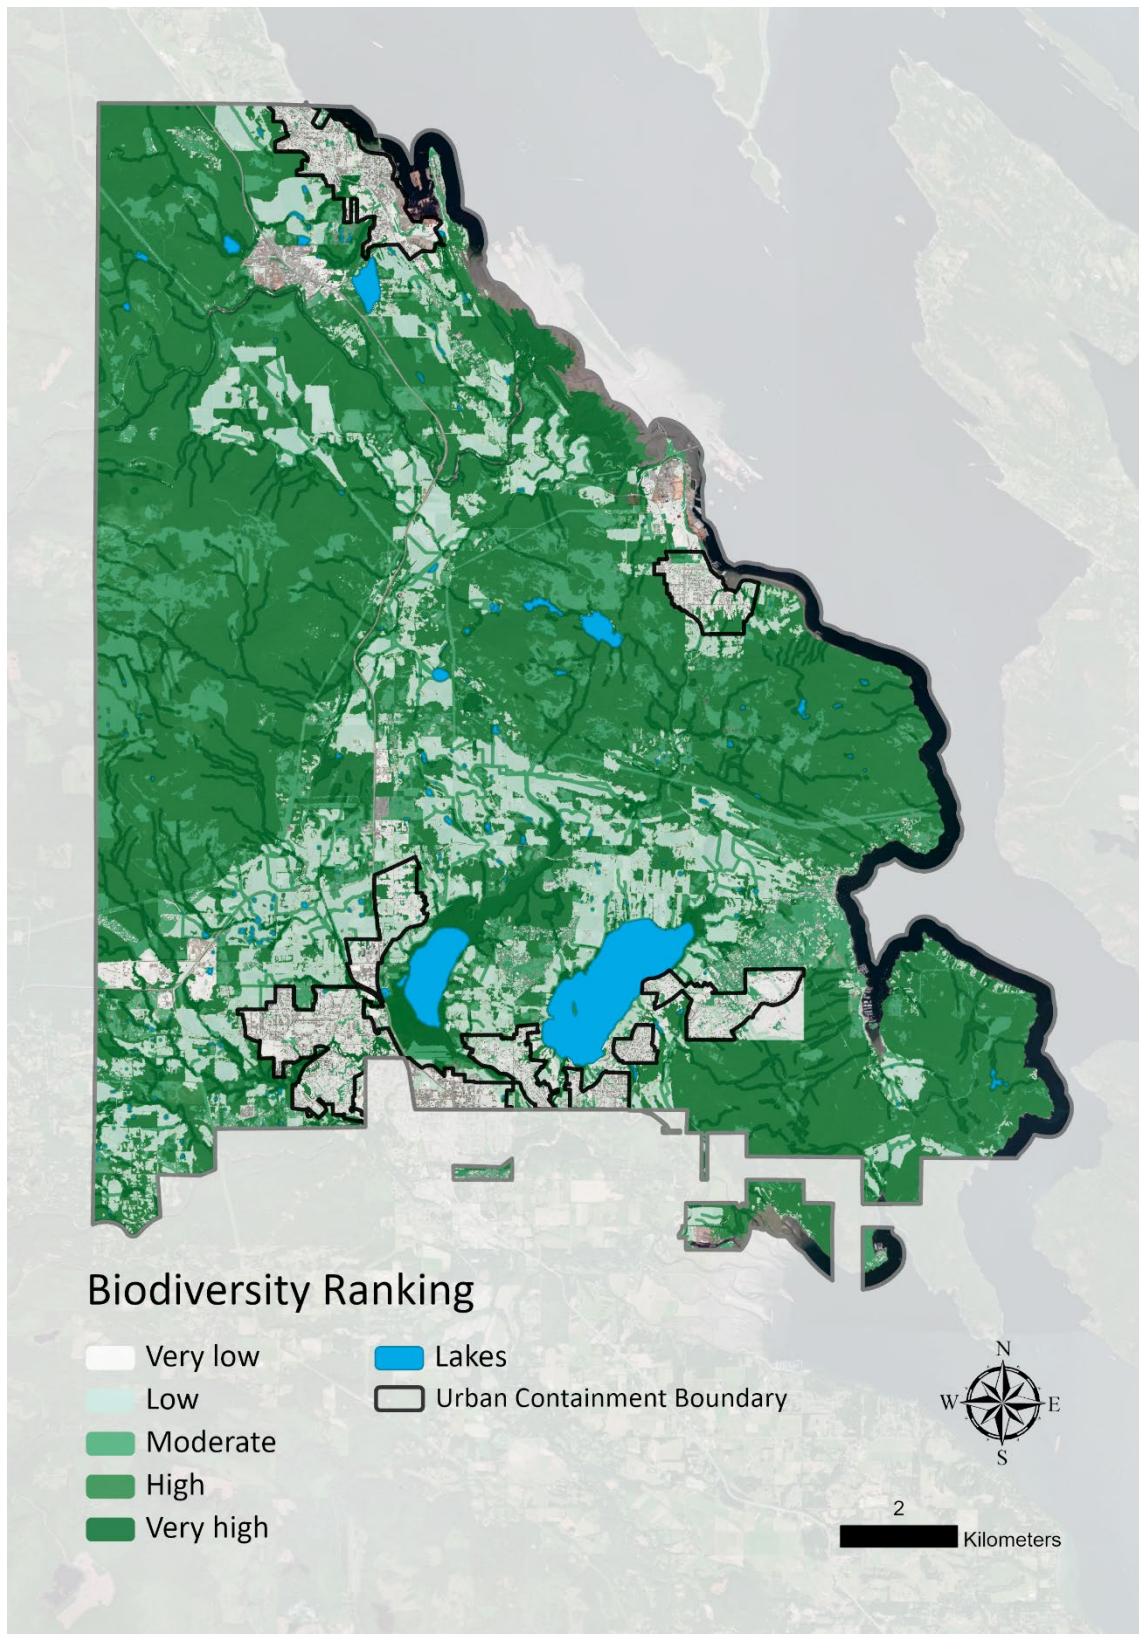 Biodiversity Ranking
Very low
Low
Moderate
High
Very high
Lakes
Urban Containment Boundary
N
W E
S
2
Kilometers